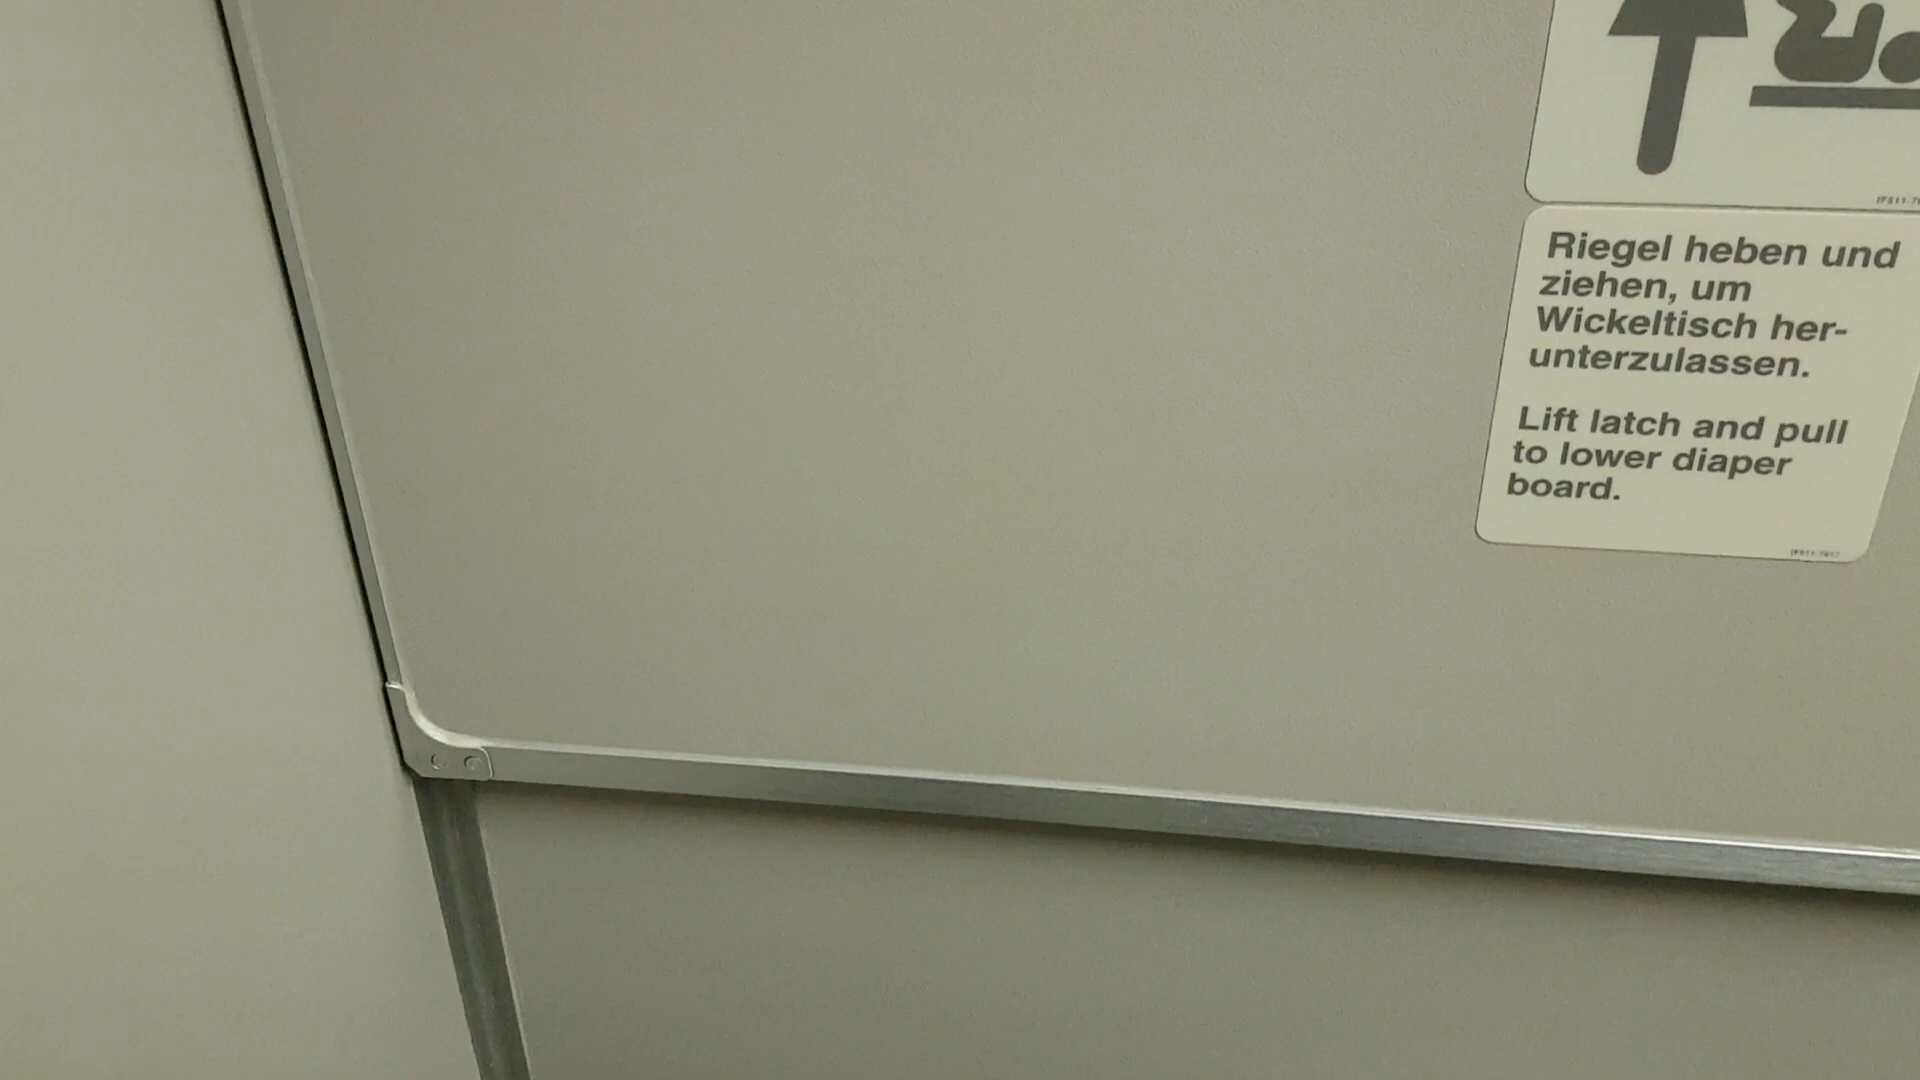 Riegel heben und
ziehen, um
Wickeltisch her-
unterzulassen.
Lift latch and pull
to lower diaper
board.